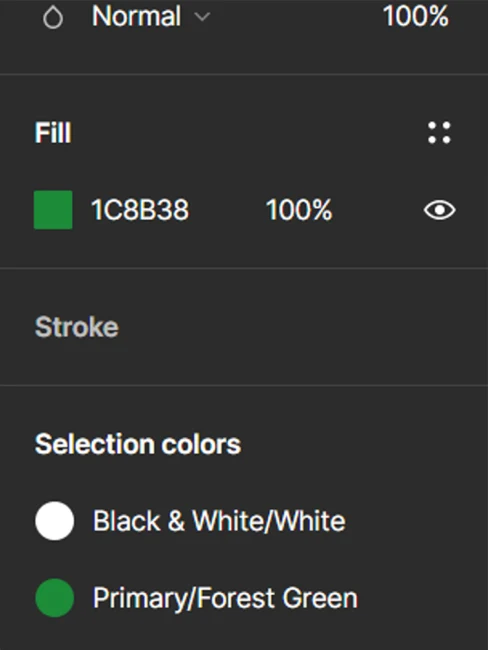 Normal 100%
Fill
1C8B38 100%
Stroke
Selection colors
Black & White/White
Primary/Forest Green